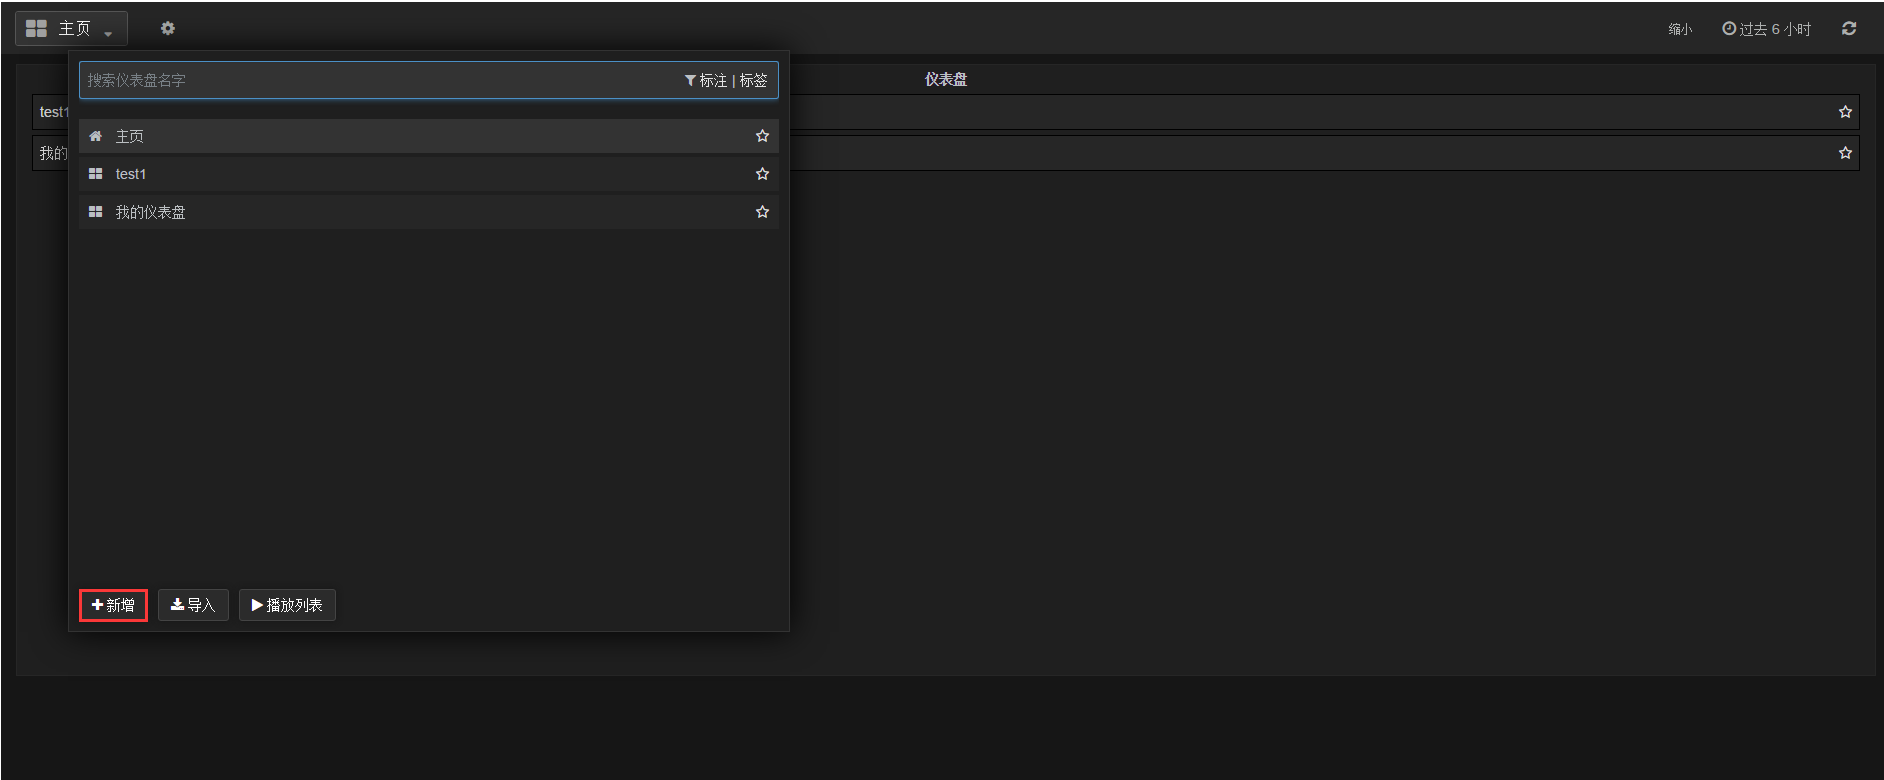 主页
缩小 过去 6 小时
仪表盘
搜索仪表盘名字 标注 | 标签
test1
我的
主页
test1
我的仪表盘
新增 导入 播放列表